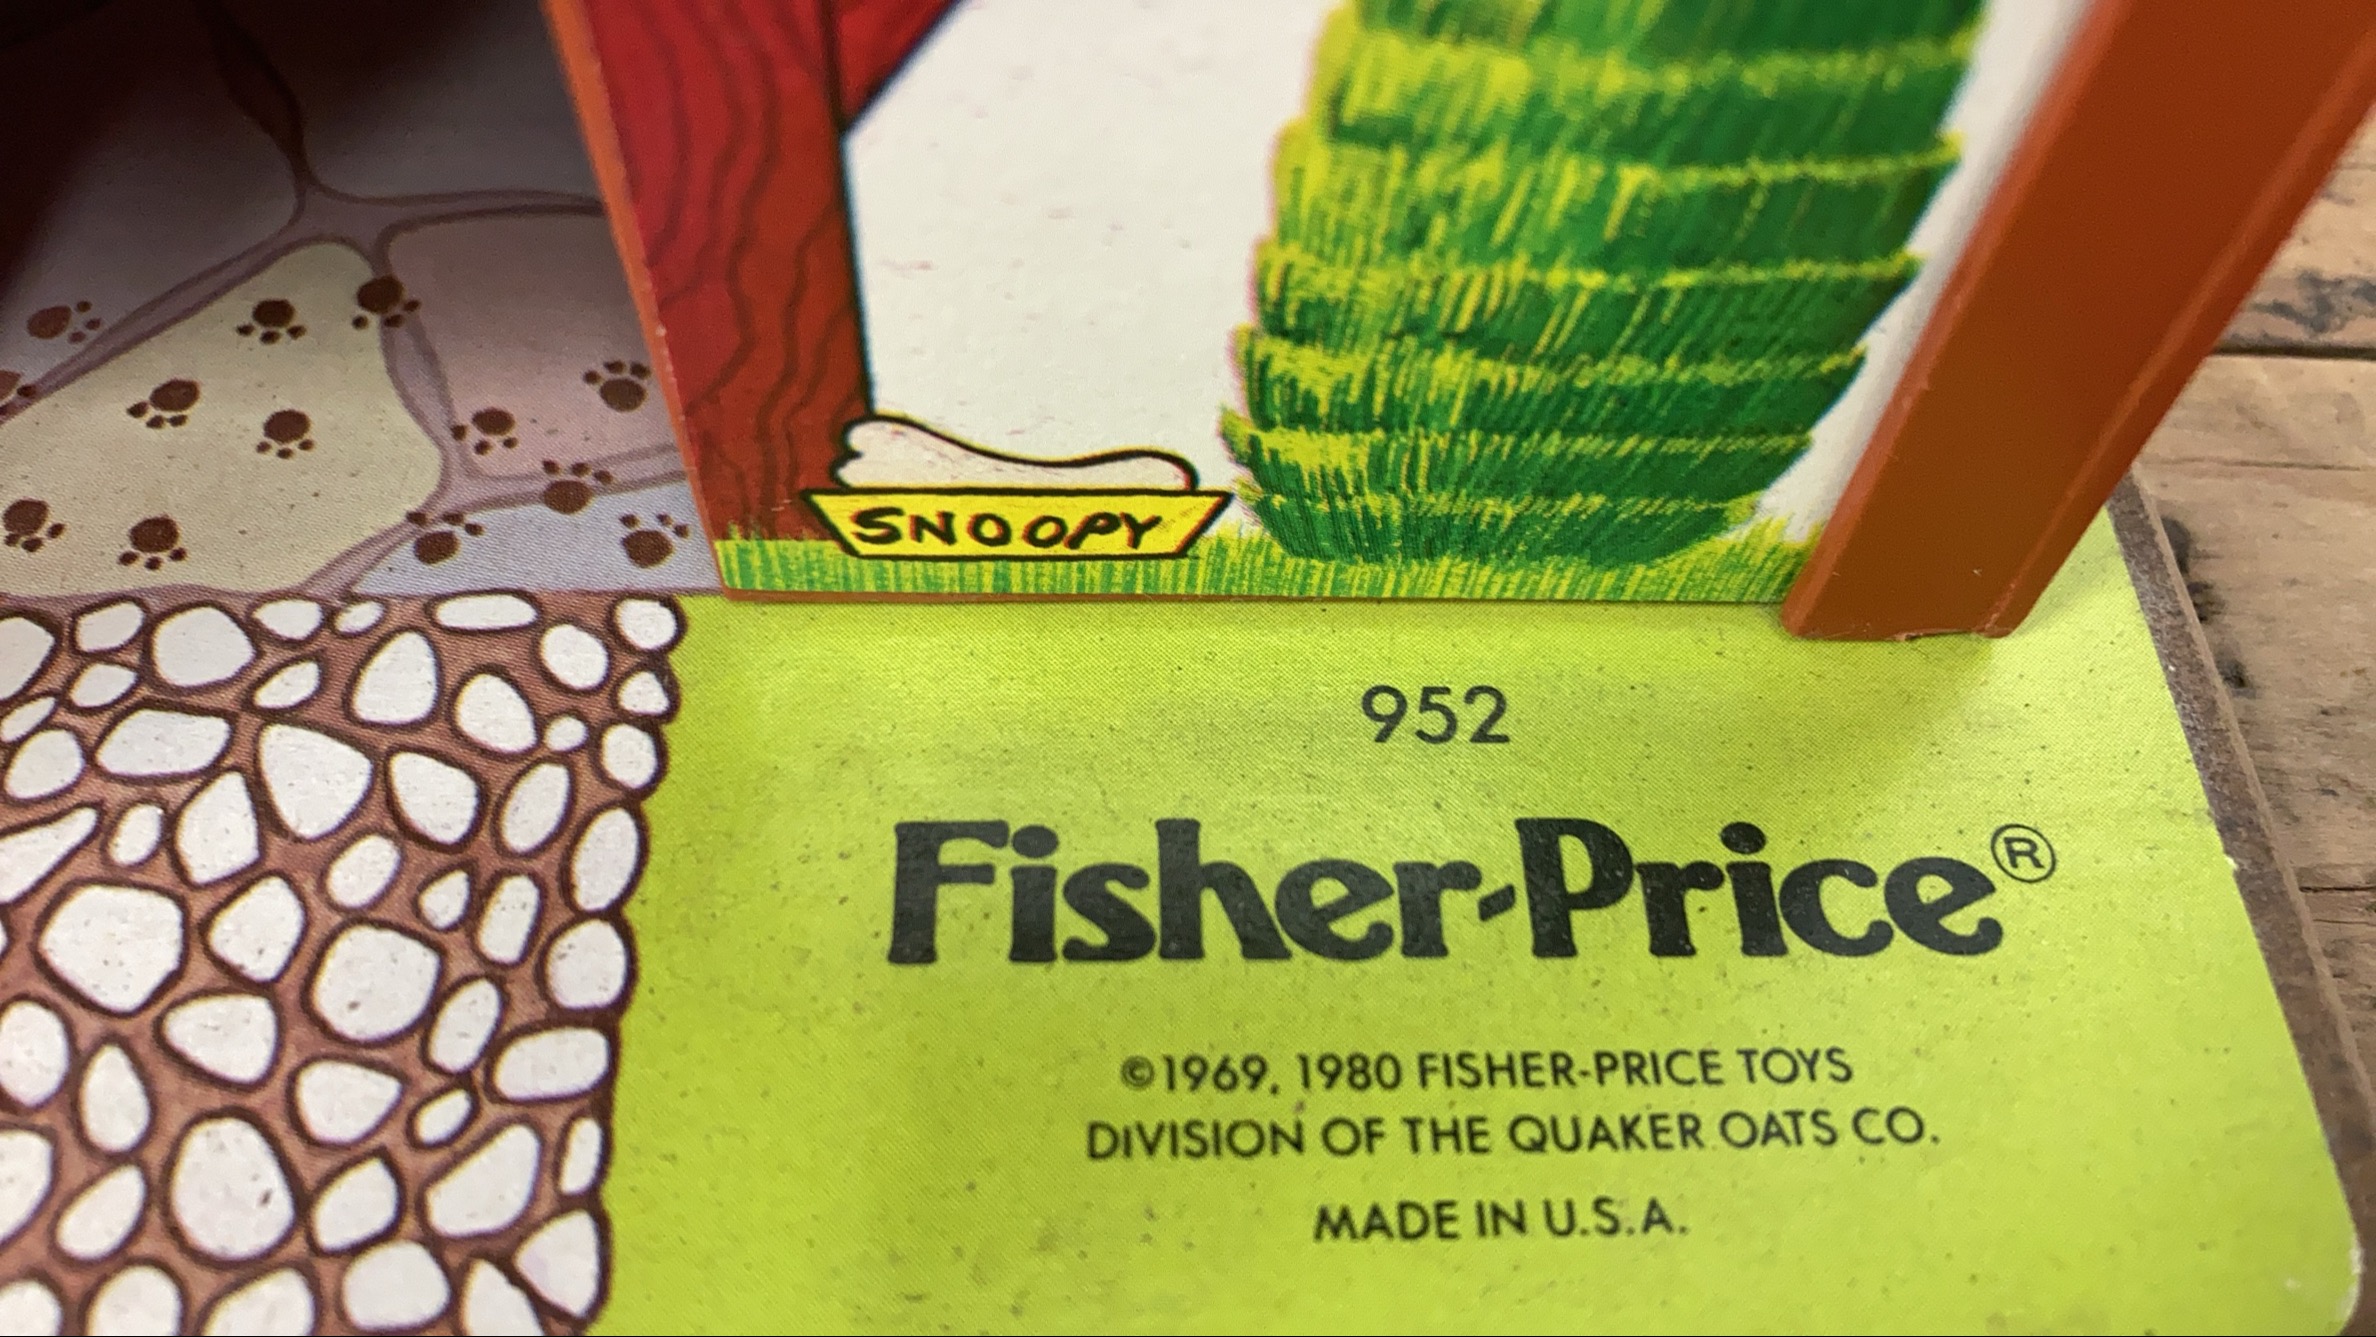 SNOOPY
952
Fisher-Price®
©1969, 1980 FISHER-PRICE TOYS
DIVISION OF THE QUAKER OATS CO.
MADE IN U.S.A.